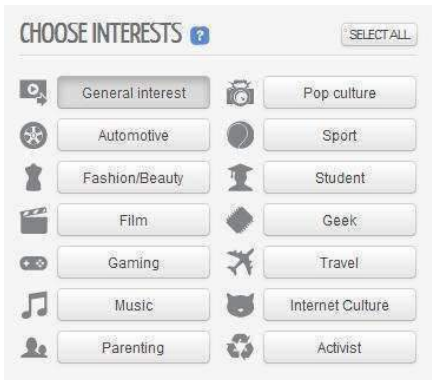 CHOOSE INTERESTS ? SELECT ALL
General interest Pop culture
Automotive Sport
Fashion/Beauty Student
Film Geek
Gaming Travel
Music Internet Culture
Parenting Activist